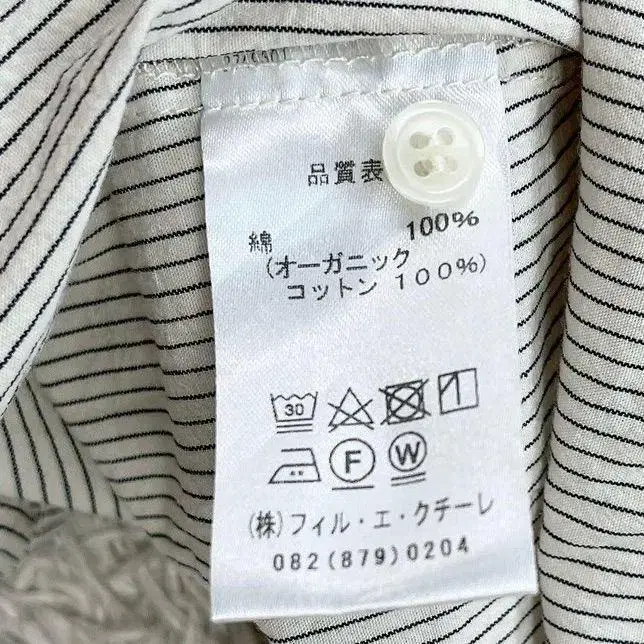 品質表
綿 100%
(オーガニック
コットン 100%)
30
F W
(株)フィル・エ・クチーレ
082(879)0204